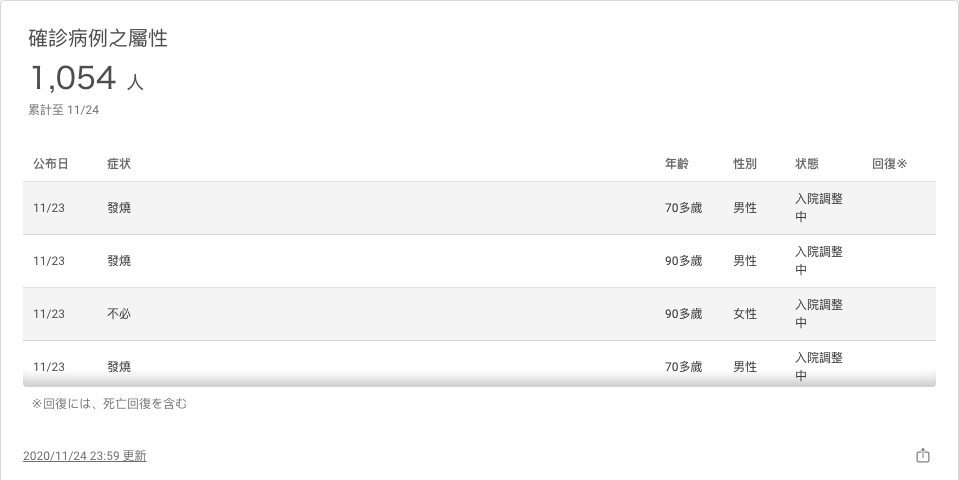 確診病例之屬性
1,054 人
累計至 11/24
公布日 症状 年齢 性別 状態 回復※
11/23 發燒 70多歲 男性 入院調整
中
11/23 發燒 90多歲 男性 入院調整
中
11/23 不必 90多歲 女性 入院調整
中
11/23 發燒 70多歲 男性 入院調整
中
※回復には、死亡回復を含む
2020/11/24 23:59 更新